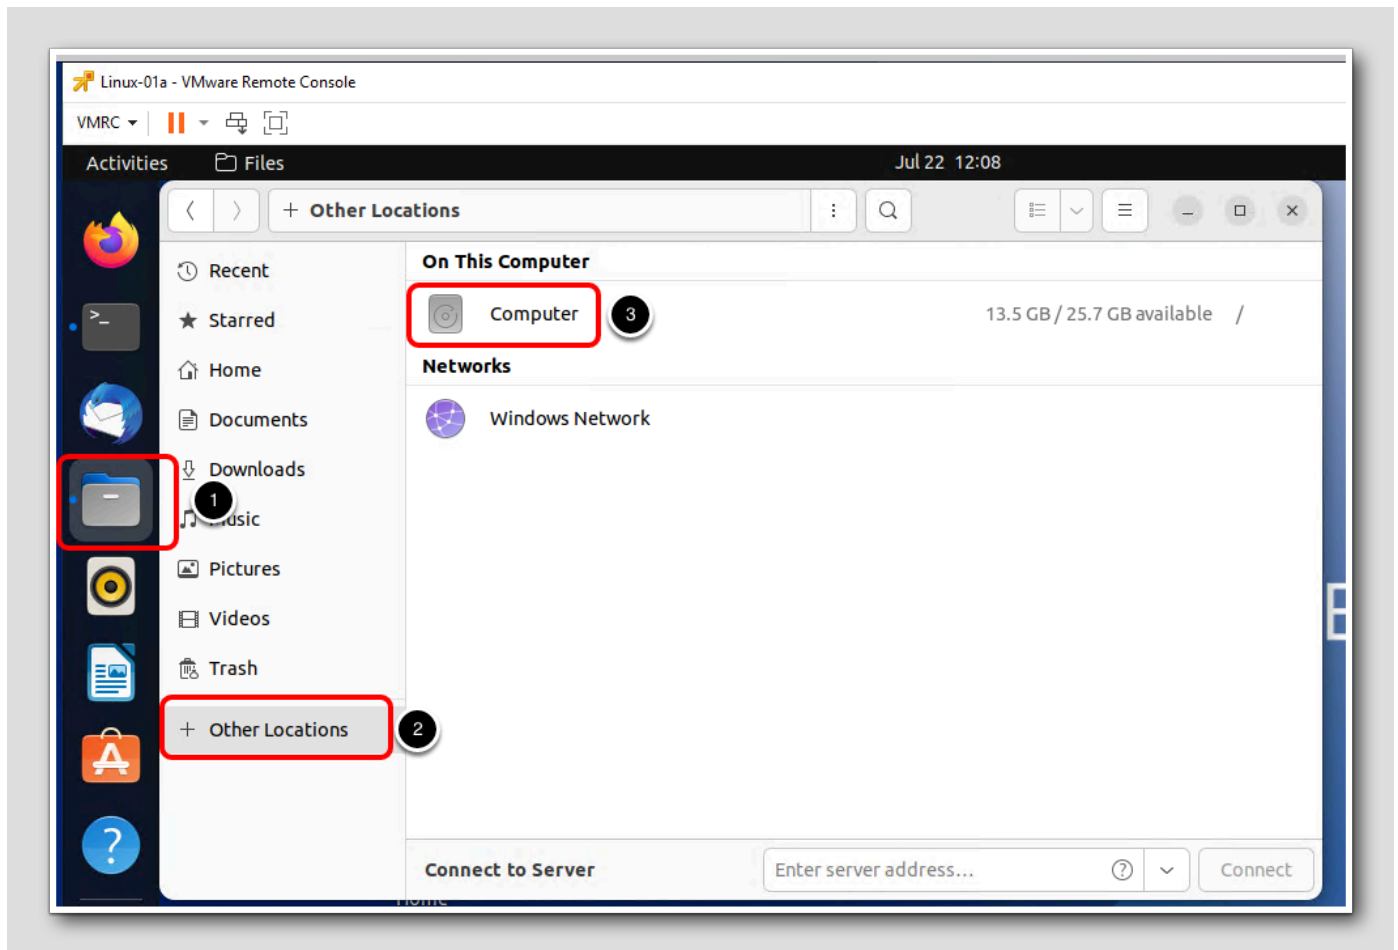 Linux-01a - VMware Remote Console
VMRC
Activities Files Jul 22 12:08
+ Other Locations
On This Computer
Recent
Computer 3 13.5 GB / 25.7 GB available /
Starred
Networks
Home
Windows Network
Documents
Downloads
1
Music
Pictures
Videos
Trash
+ Other Locations 2
Connect to Server Enter server address... ? Connect
Home